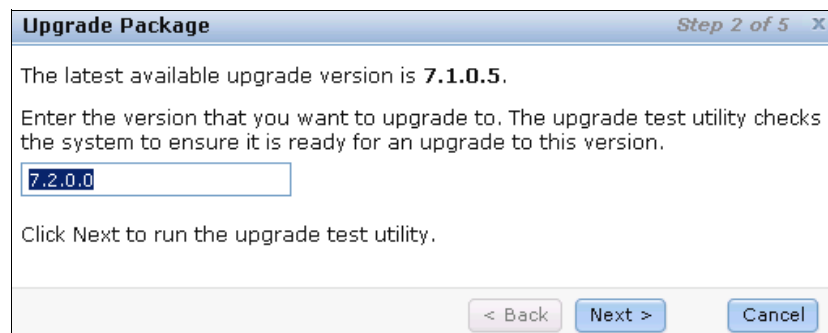 Upgrade Package Step 2 of 5 x
The latest available upgrade version is 7.1.0.5.
Enter the version that you want to upgrade to. The upgrade test utility checks
the system to ensure it is ready for an upgrade to this version.
7.2.0.0
Click Next to run the upgrade test utility.
< Back Next > Cancel